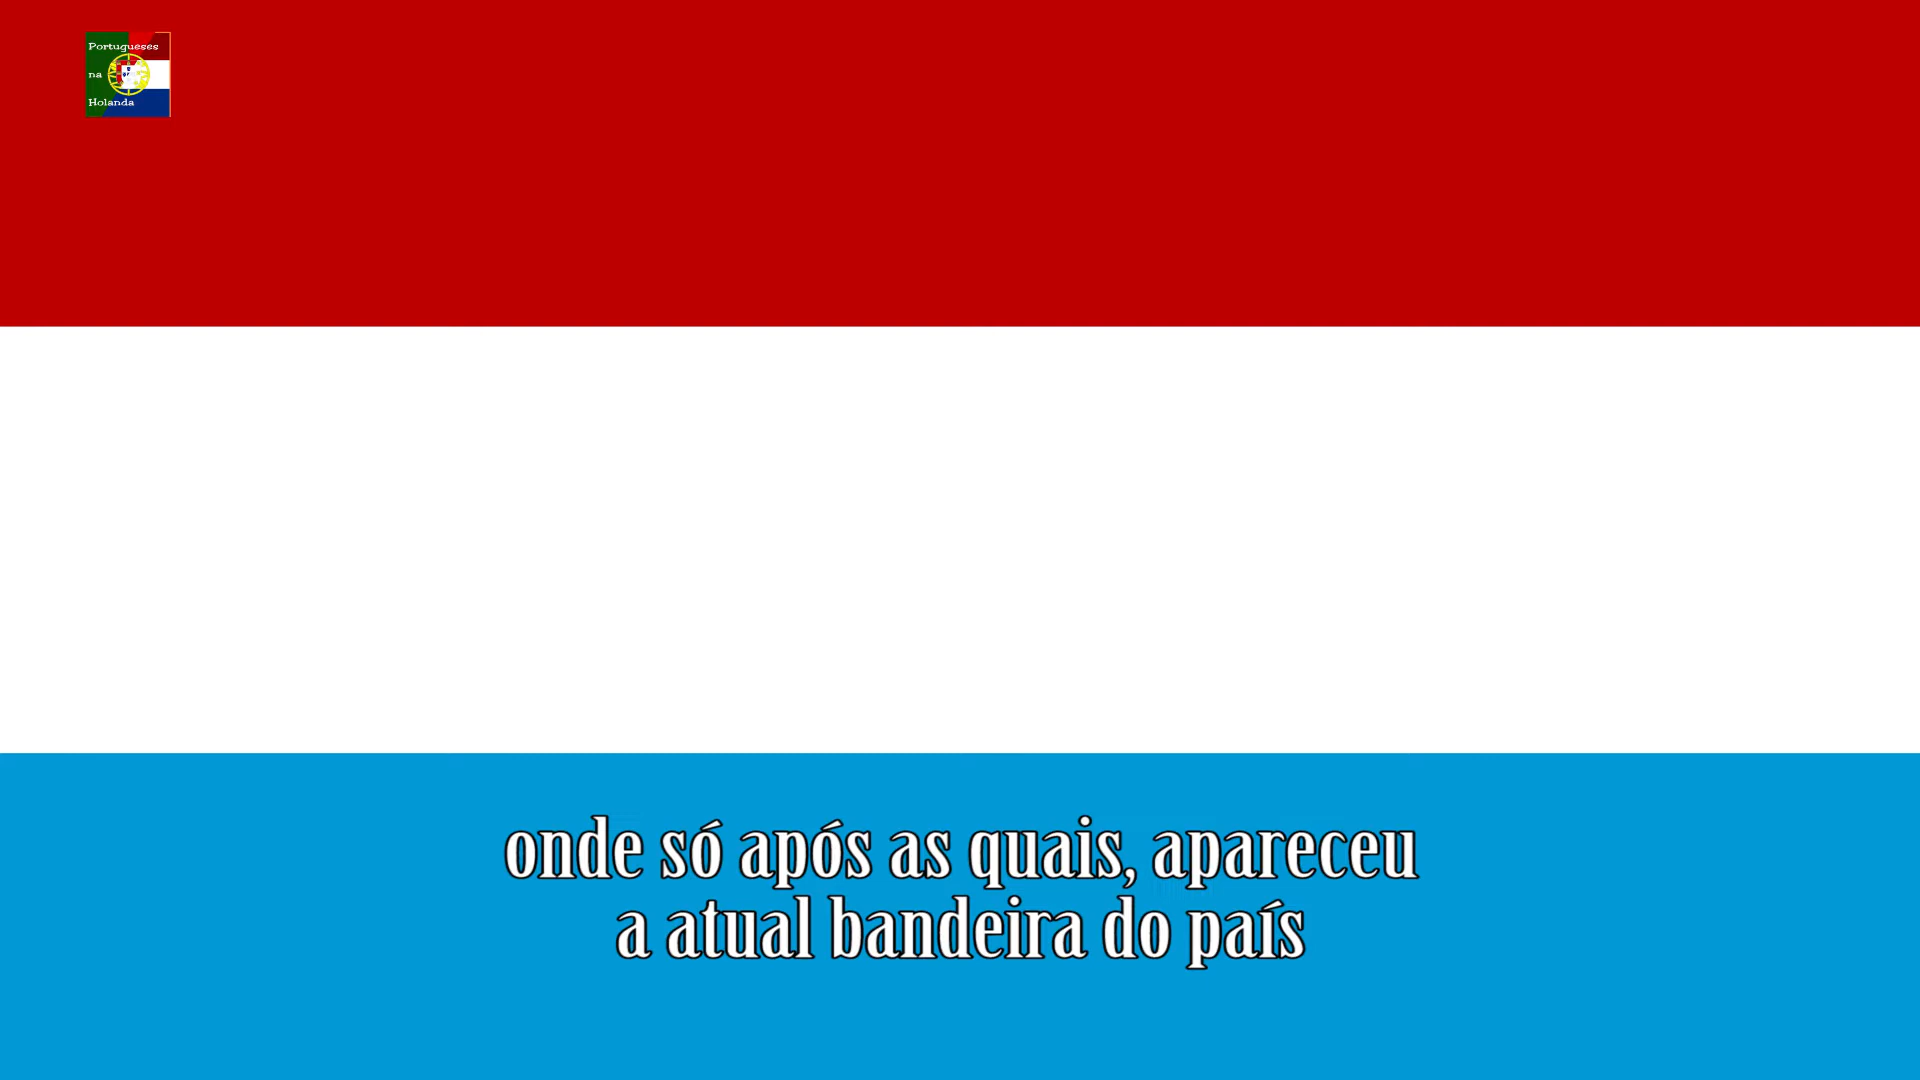 Portugueses
na
Holanda
onde só após as quais, apareceu
a atual bandeira do país